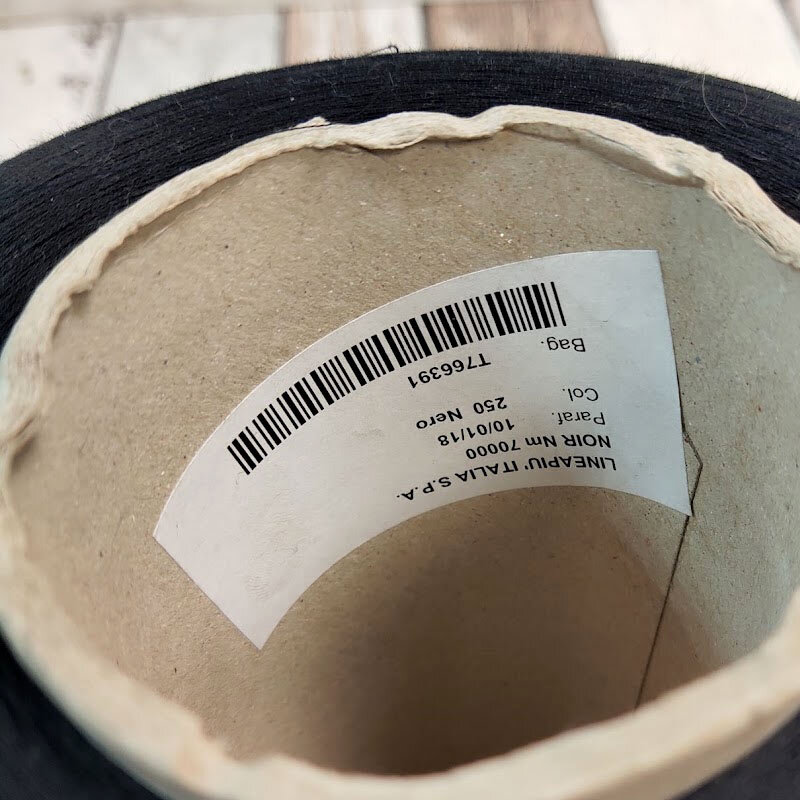 LINEAPIU' ITALIA S.P.A.
NOIR Nm 70000
Paraf. 10/01/18
Col. 250 Nero
Bag. T766391